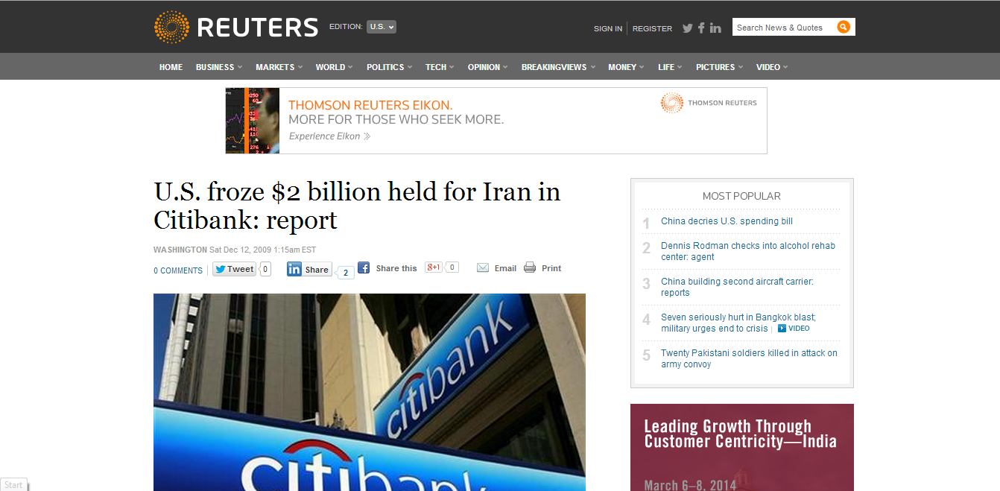 REUTERS
EDITION: U.S.
SIGN IN
REGISTER
Search News & Quotes
HOME BUSINESS MARKETS WORLD POLITICS TECH OPINION BREAKINGVIEWS MONEY LIFE PICTURES VIDEO
THOMSON REUTERS EIKON.
MORE FOR THOSE WHO SEEK MORE.
Experience Eikon
THOMSON REUTERS
U.S. froze $2 billion held for Iran in
Citibank: report
WASHINGTON Sat Dec 12, 2009 1:15am EST
0 COMMENTS Tweet 0 in Share 2 Share this g+1 0 Email Print
citibank
citibank
MOST POPULAR
1 China decries U.S. spending bill
2 Dennis Rodman checks into alcohol rehab
center: agent
3 China building second aircraft carrier:
reports
4 Seven seriously hurt in Bangkok blast;
military urges end to crisis | VIDEO
5 Twenty Pakistani soldiers killed in attack on
army convoy
Leading Growth Through
Customer Centricity—India
March 6–8, 2014
Start